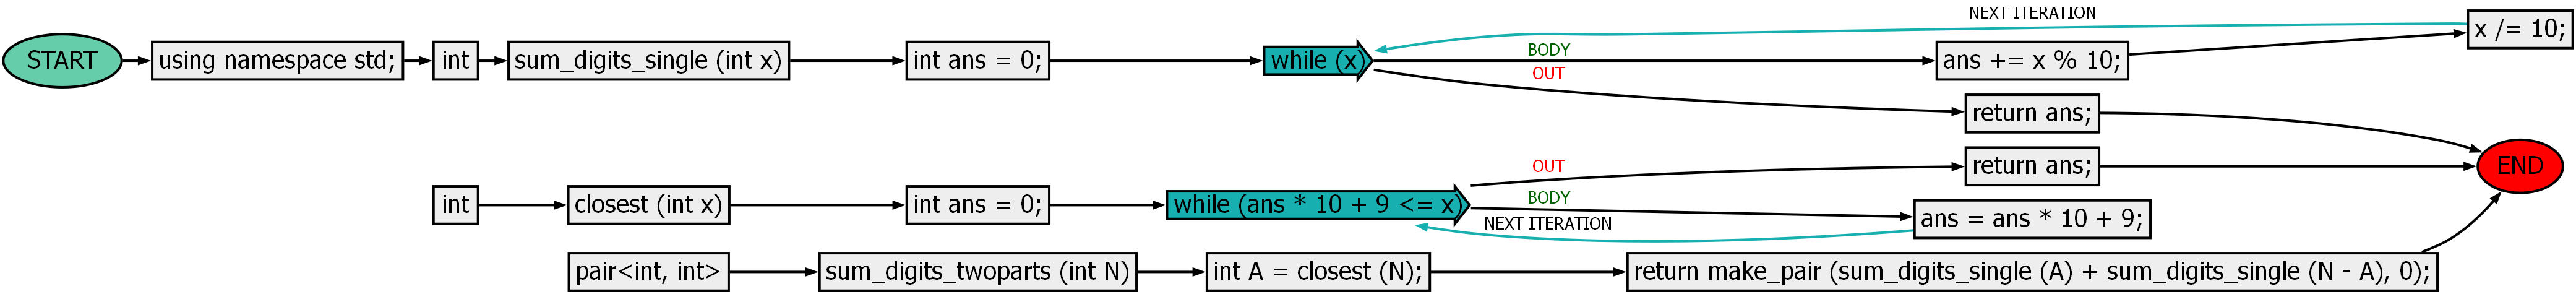 NEXT ITERATION
x /= 10;
START
using namespace std;
int
sum_digits_single (int x)
int ans = 0;
while (x)
BODY
ans += x % 10;
OUT
return ans;
OUT
return ans;
END
int
closest (int x)
int ans = 0;
while (ans * 10 + 9 <= x)
BODY
ans = ans * 10 + 9;
NEXT ITERATION
pair<int, int>
sum_digits_twoparts (int N)
int A = closest (N);
return make_pair (sum_digits_single (A) + sum_digits_single (N - A), 0);